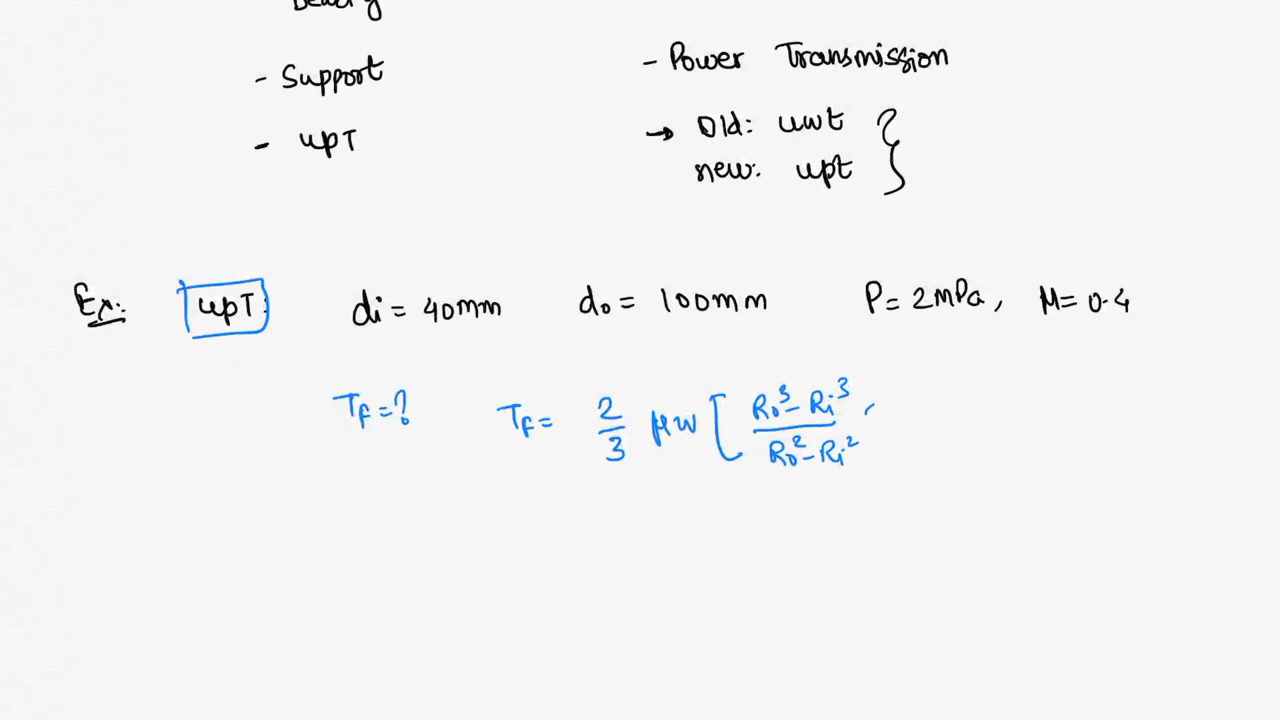 - Support
- upT
- Power Transmission
→ Old: uwt
new: upt
Ex: upT: di = 40mm do = 100mm P = 2mPa, μ = 0.4
Tf = ? Tf = 2/3 μw [ Ro³ - Ri³ / Ro² - Ri²